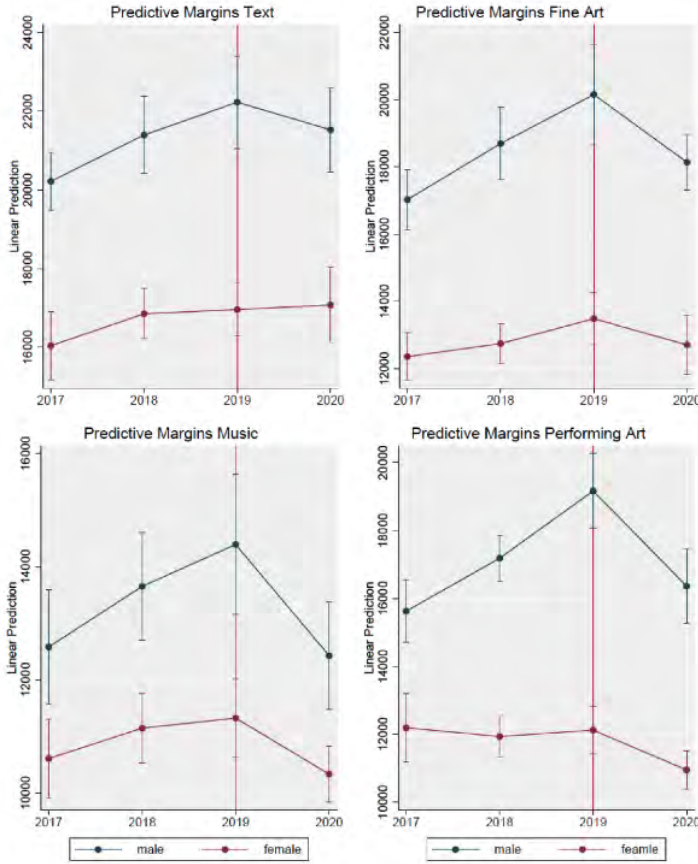 Predictive Margins Text
Linear Prediction
24000
22000
20000
18000
16000
2017 2018 2019 2020
Predictive Margins Fine Art
Linear Prediction
22000
20000
18000
16000
14000
12000
2017 2018 2019 2020
Predictive Margins Music
Linear Prediction
16000
14000
12000
10000
2017 2018 2019 2020
male female
Predictive Margins Performing Art
Linear Prediction
20000
18000
16000
14000
12000
10000
2017 2018 2019 2020
male feamle